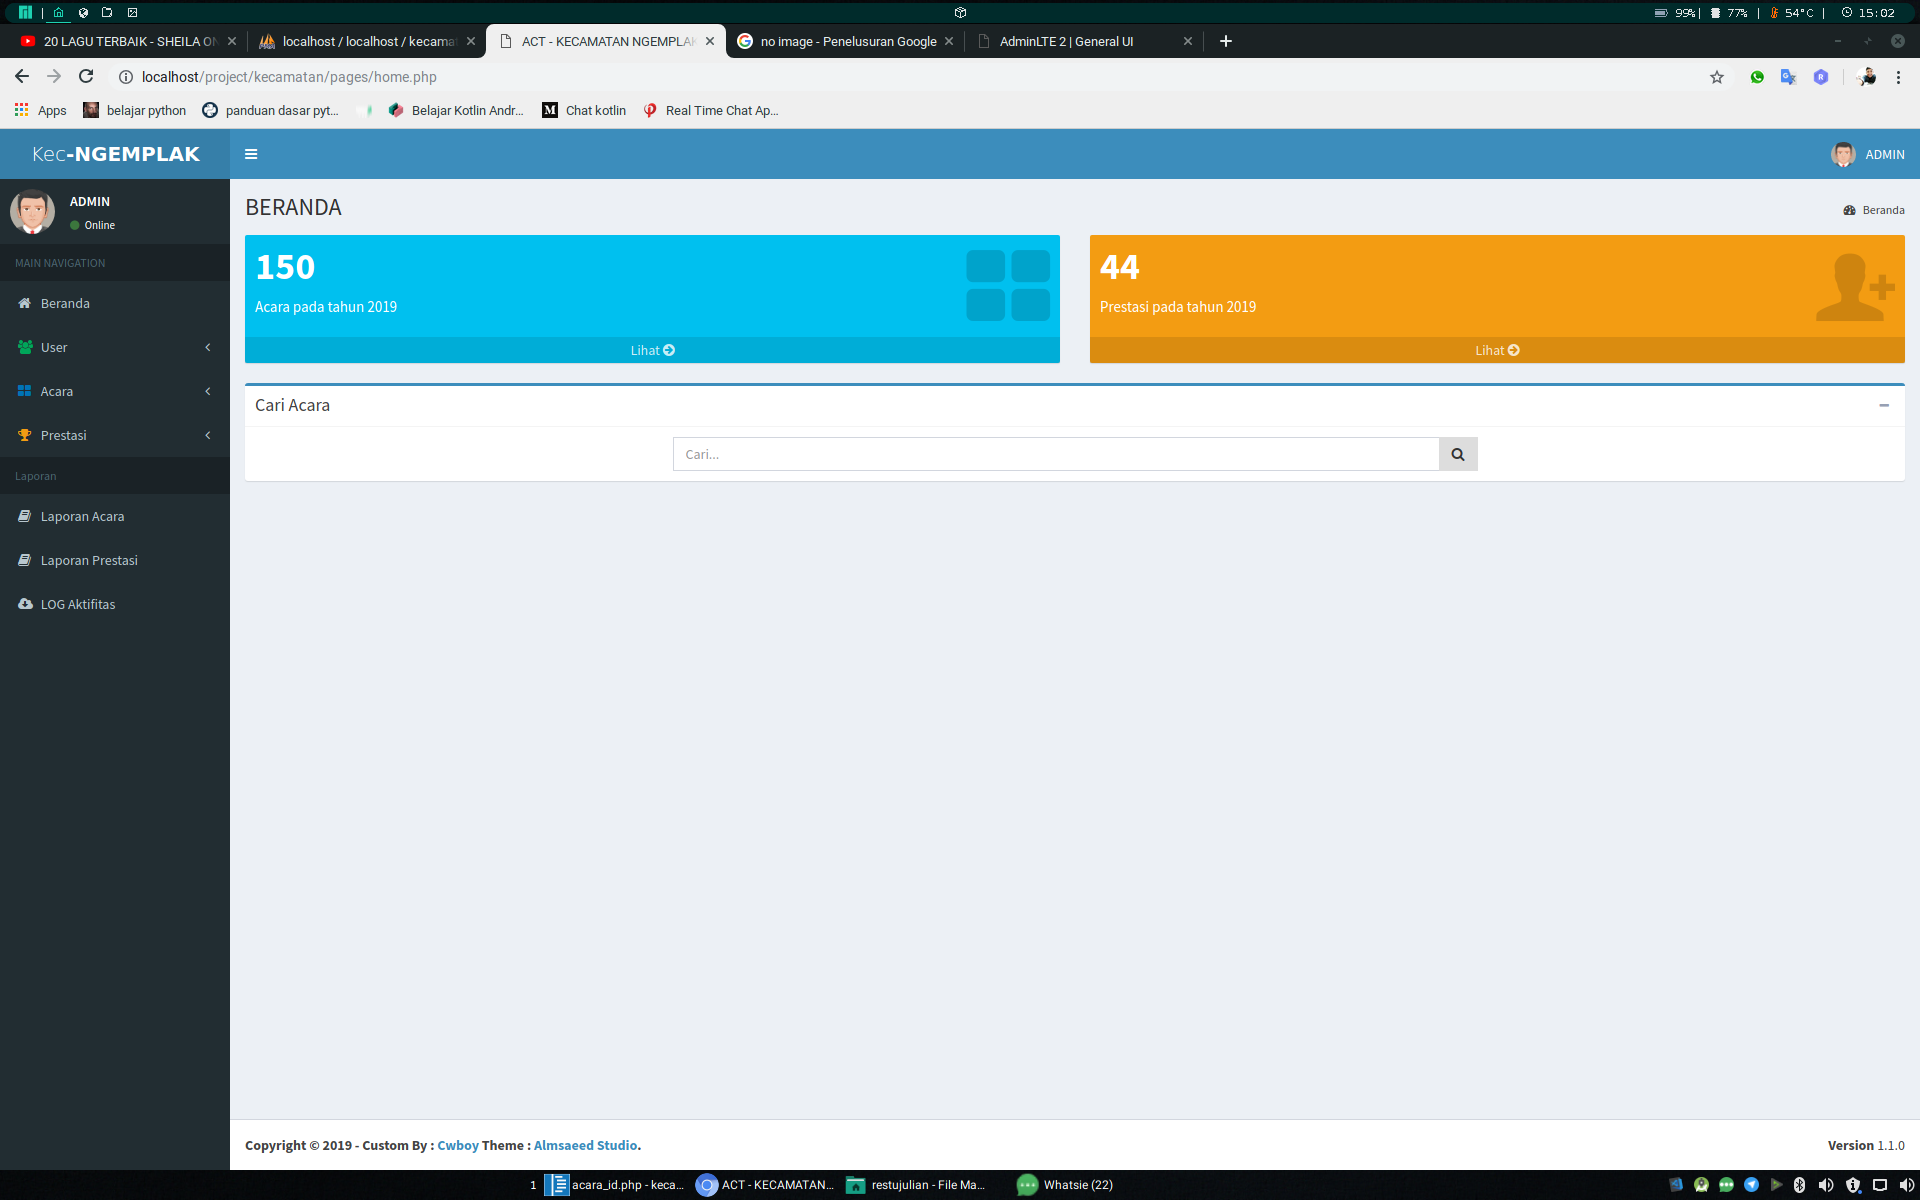 99% | 77% | 54°C | 15:02
20 LAGU TERBAIK - SHEILA ON
localhost / localhost / kecamat
ACT - KECAMATAN NGEMPLAK
no image - Penelusuran Google
AdminLTE 2 | General UI
localhost/project/kecamatan/pages/home.php
Apps
belajar python
panduan dasar pyt...
Belajar Kotlin Andr...
Chat kotlin
Real Time Chat Ap...
Kec-NGEMPLAK
ADMIN
ADMIN
Online
MAIN NAVIGATION
Beranda
User
Acara
Prestasi
Laporan
Laporan Acara
Laporan Prestasi
LOG Aktifitas
BERANDA
Beranda
150
Acara pada tahun 2019
Lihat
44
Prestasi pada tahun 2019
Lihat
Cari Acara
Cari...
Copyright © 2019 - Custom By : Cwboy Theme : Almsaeed Studio.
Version 1.1.0
1
acara_id.php - keca...
ACT - KECAMATAN...
restujulian - File Ma...
Whatsie (22)